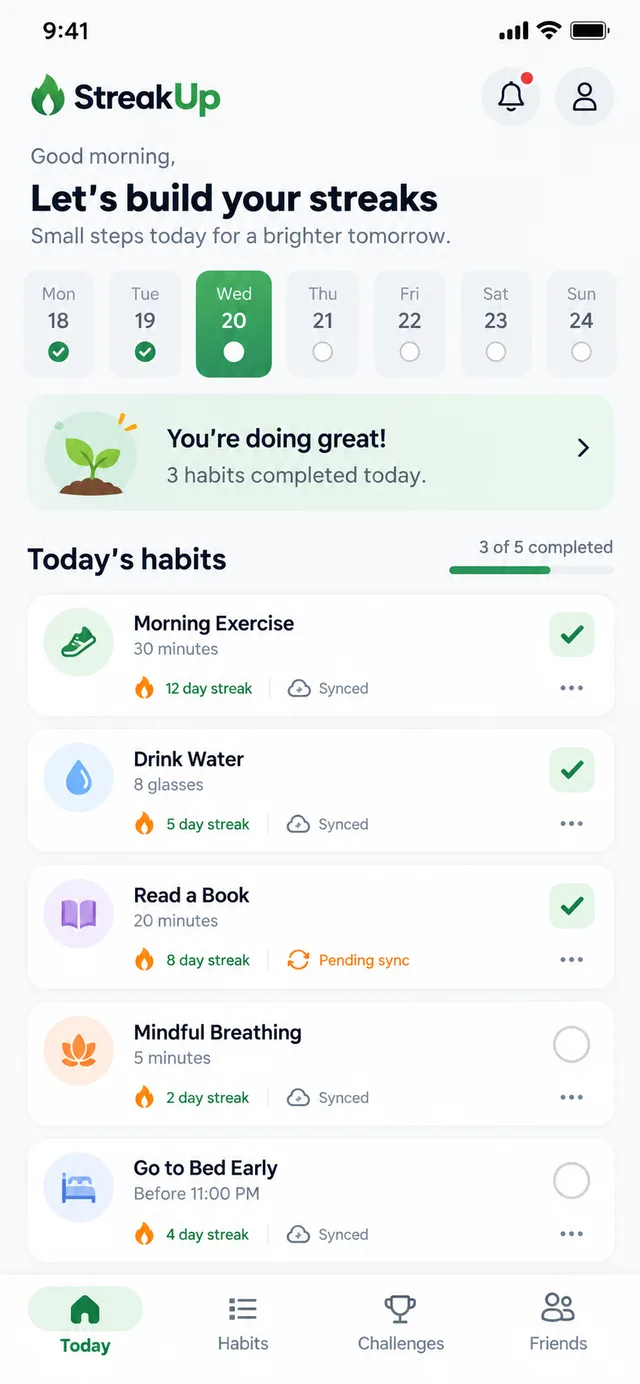 9:41
StreakUp
Good morning,
Let's build your streaks
Small steps today for a brighter tomorrow.
Mon Tue Wed Thu Fri Sat Sun
18 19 20 21 22 23 24
You're doing great!
3 habits completed today.
Today's habits
3 of 5 completed
Morning Exercise
30 minutes
12 day streak Synced
Drink Water
8 glasses
5 day streak Synced
Read a Book
20 minutes
8 day streak Pending sync
Mindful Breathing
5 minutes
2 day streak Synced
Go to Bed Early
Before 11:00 PM
4 day streak Synced
Today Habits Challenges Friends